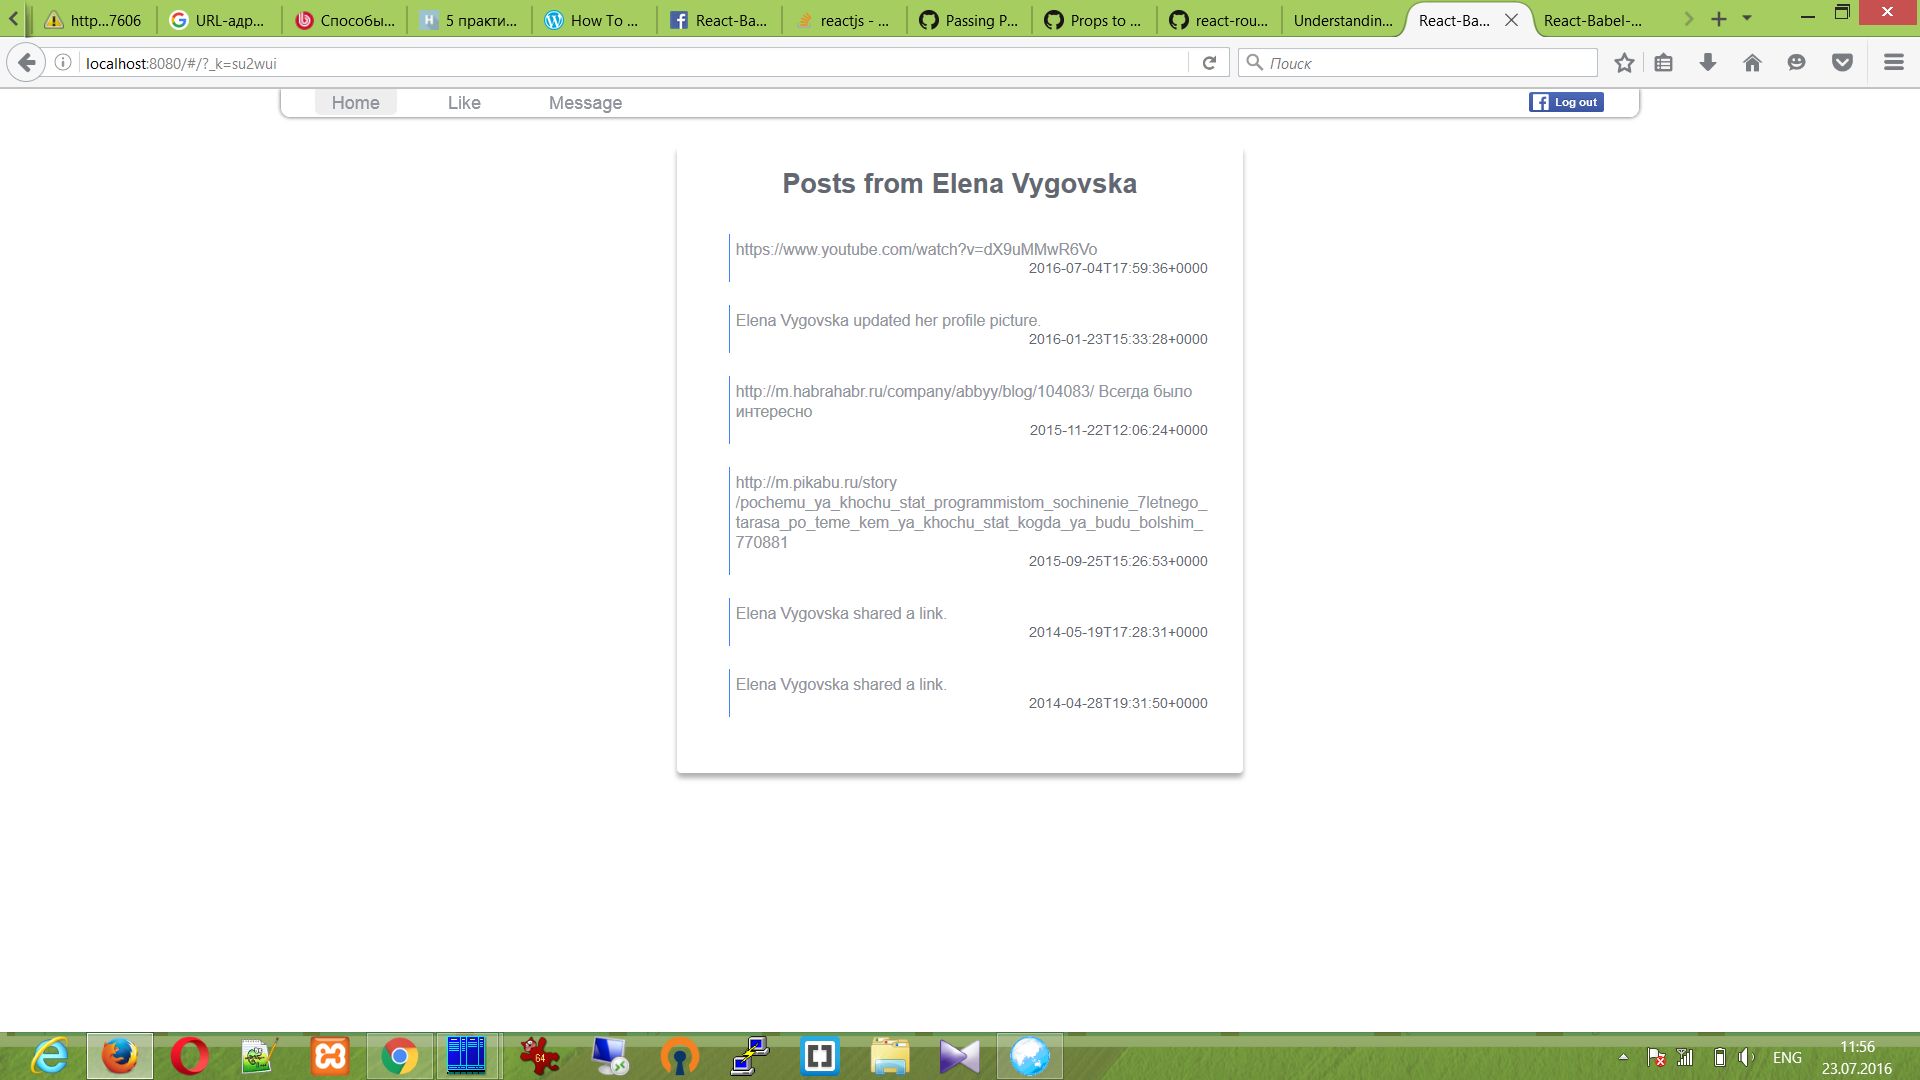 http...7606
URL-адр...
Способы...
5 практи...
How To ...
React-Ba...
reactjs - ...
Passing P...
Props to ...
react-rou...
Understandin...
React-Ba...
React-Babel-...
localhost:8080/#/?_k=su2wui
Поиск
Home
Like
Message
Log out
Posts from Elena Vygovska
https://www.youtube.com/watch?v=dX9uMMwR6Vo
2016-07-04T17:59:36+0000
Elena Vygovska updated her profile picture.
2016-01-23T15:33:28+0000
http://m.habrahabr.ru/company/abbyy/blog/104083/ Всегда было
интересно
2015-11-22T12:06:24+0000
http://m.pikabu.ru/story
/pochemu_ya_khochu_stat_programmistom_sochinenie_7letnego_
tarasa_po_teme_kem_ya_khochu_stat_kogda_ya_budu_bolshim_
770881
2015-09-25T15:26:53+0000
Elena Vygovska shared a link.
2014-05-19T17:28:31+0000
Elena Vygovska shared a link.
2014-04-28T19:31:50+0000
64
ENG
11:56
23.07.2016